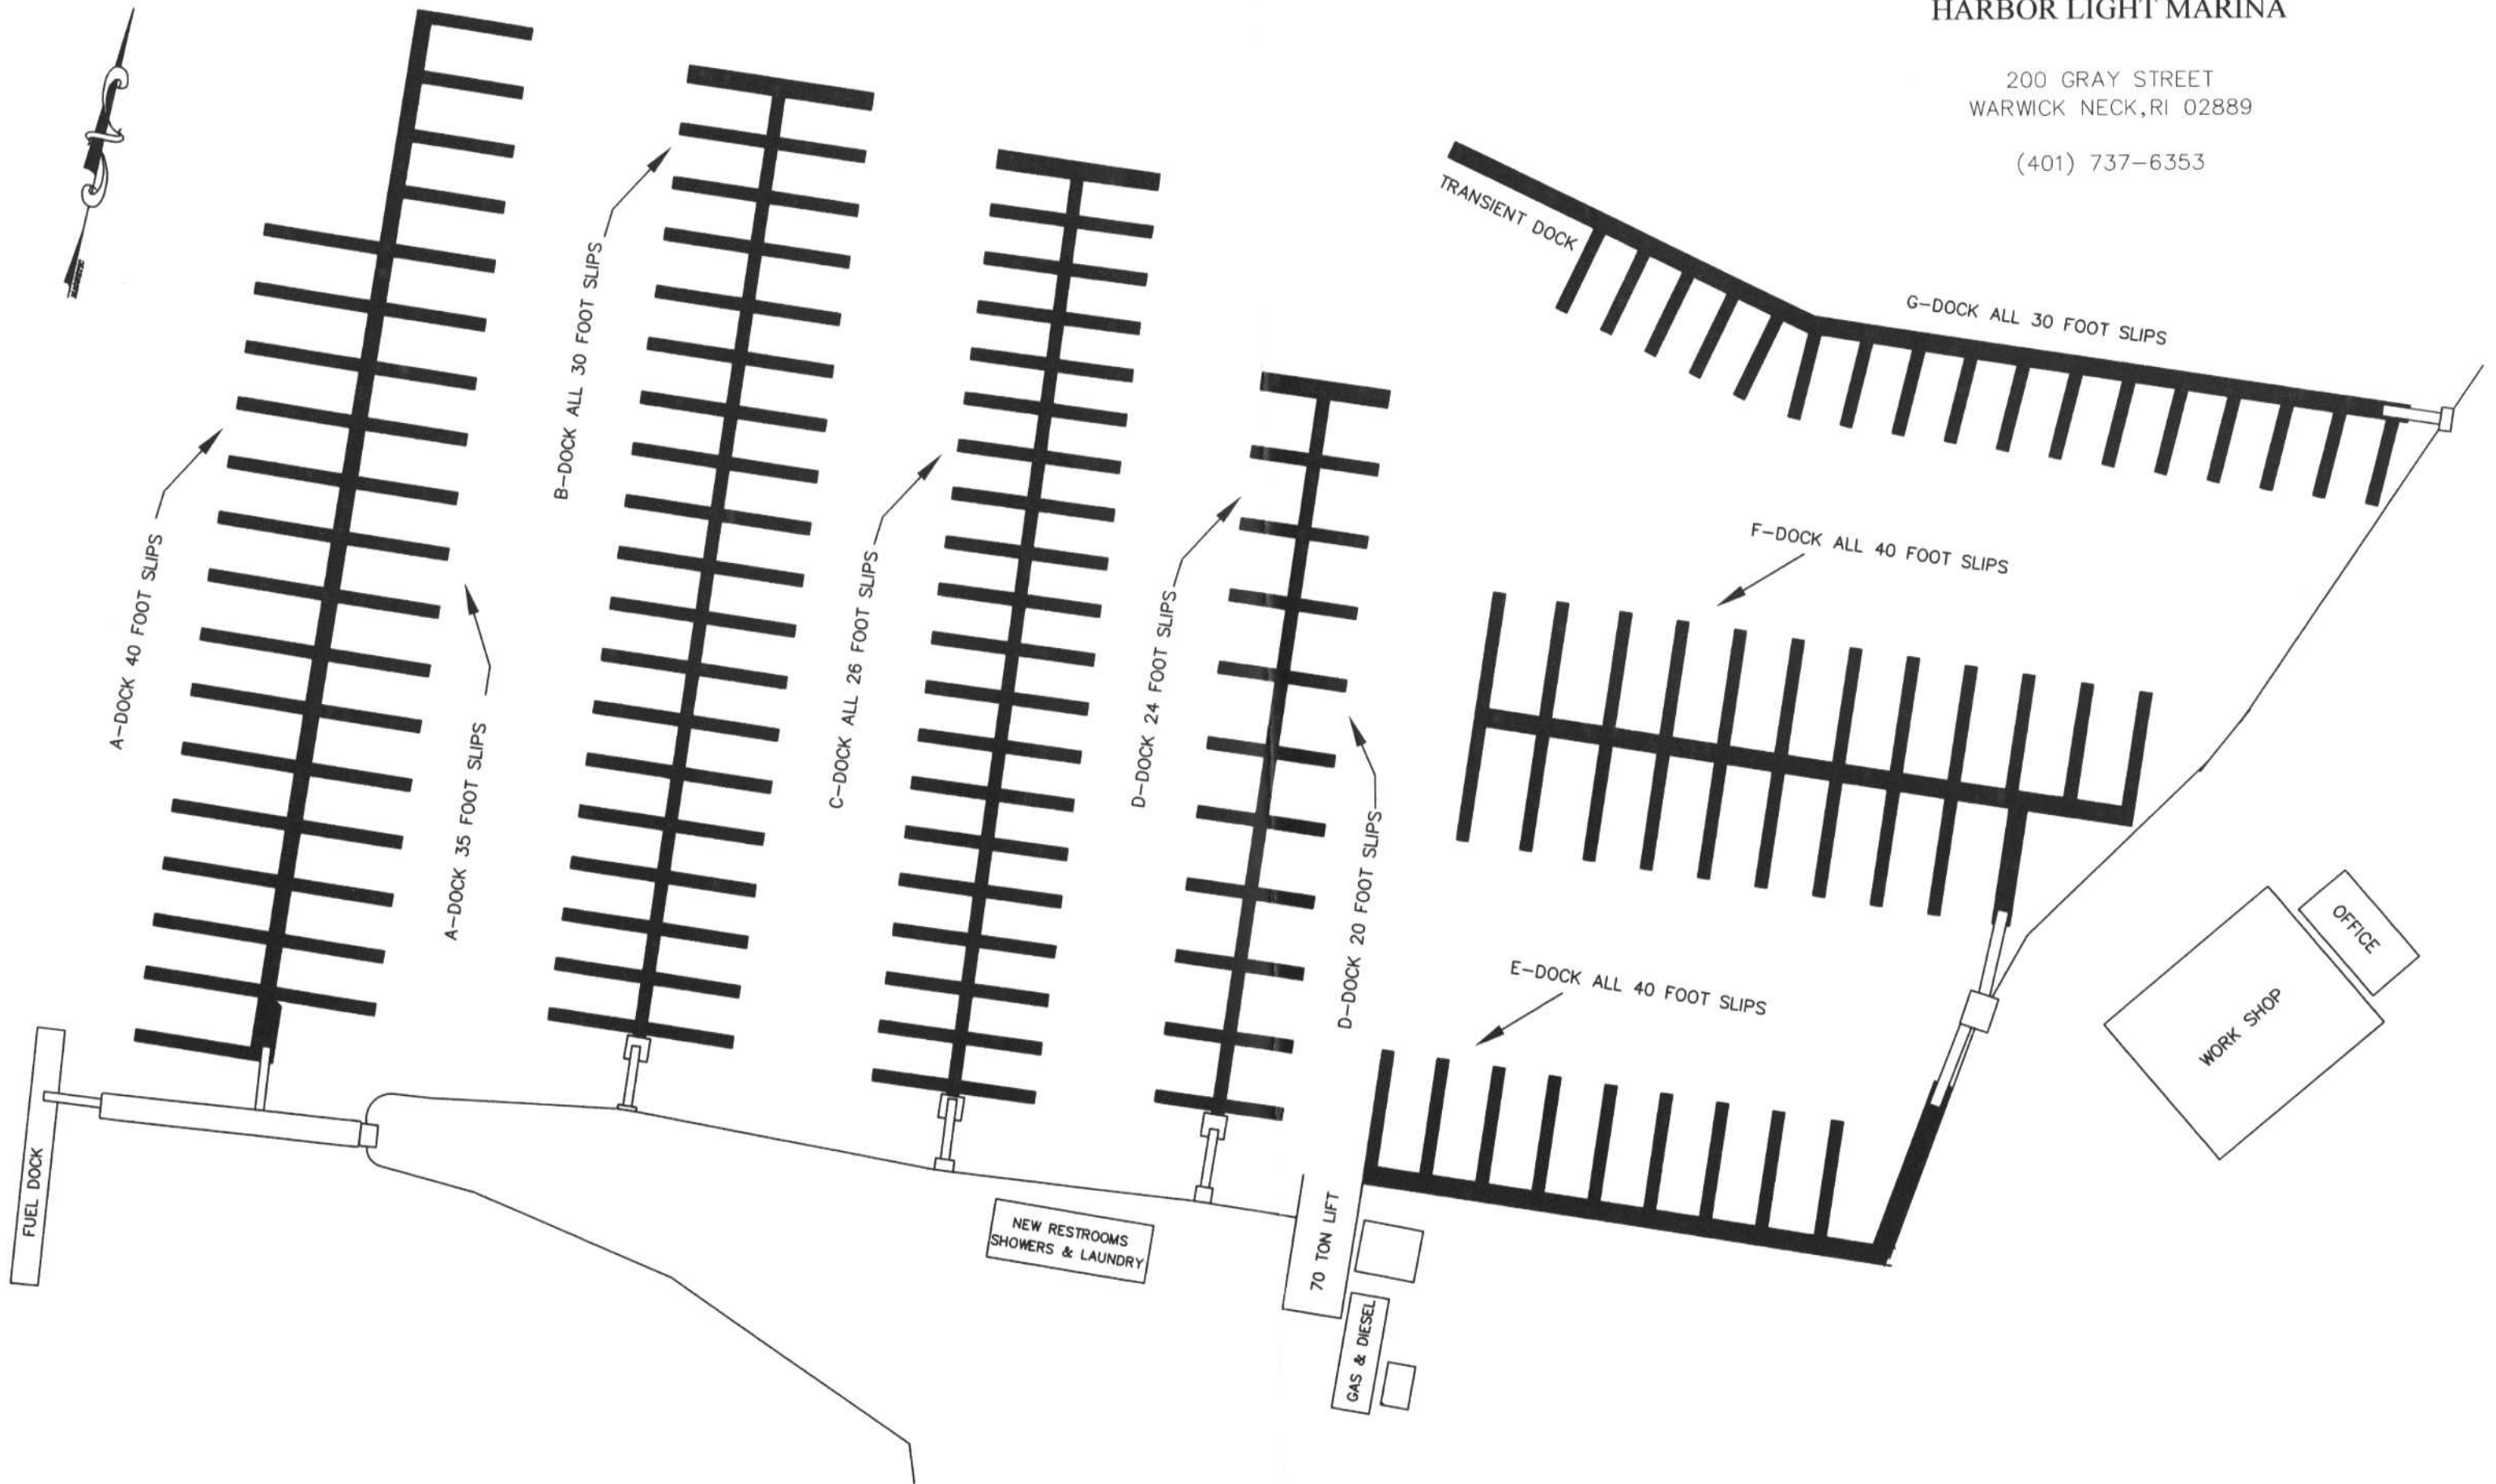 HARBOR LIGHT MARINA
200 GRAY STREET
WARWICK NECK,RI 02889
(401) 737-6353
TRANSIENT DOCK
G-DOCK ALL 30 FOOT SLIPS
B-DOCK ALL 30 FOOT SLIPS
A-DOCK 40 FOOT SLIPS
A-DOCK 35 FOOT SLIPS
C-DOCK ALL 26 FOOT SLIPS
D-DOCK 24 FOOT SLIPS
D-DOCK 20 FOOT SLIPS
F-DOCK ALL 40 FOOT SLIPS
E-DOCK ALL 40 FOOT SLIPS
OFFICE
WORK SHOP
FUEL DOCK
NEW RESTROOMS
SHOWERS & LAUNDRY
70 TON LIFT
GAS & DIESEL